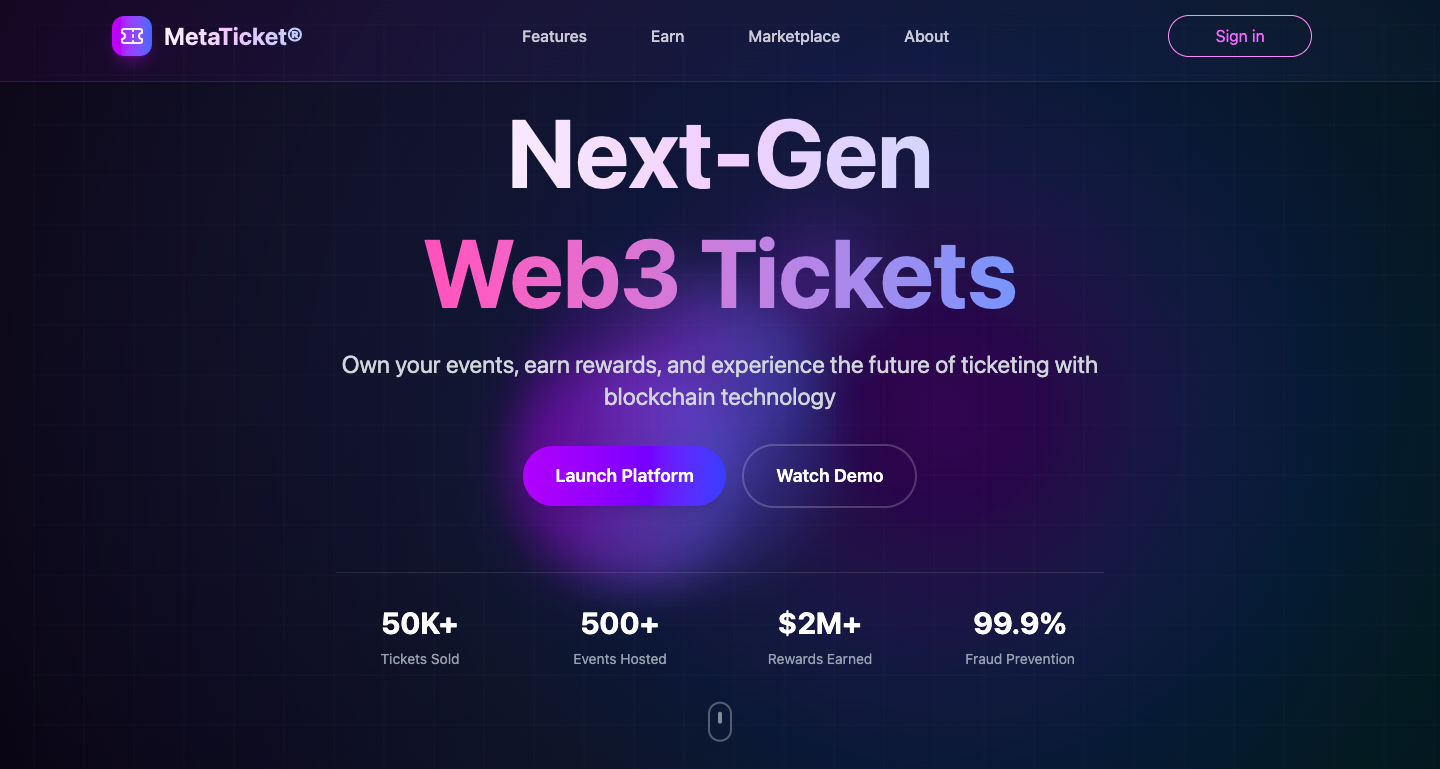 MetaTicket®
Features
Earn
Marketplace
About
Sign in
Next-Gen
Web3 Tickets
Own your events, earn rewards, and experience the future of ticketing with
blockchain technology
Launch Platform
Watch Demo
50K+
500+
$2M+
99.9%
Tickets Sold
Events Hosted
Rewards Earned
Fraud Prevention